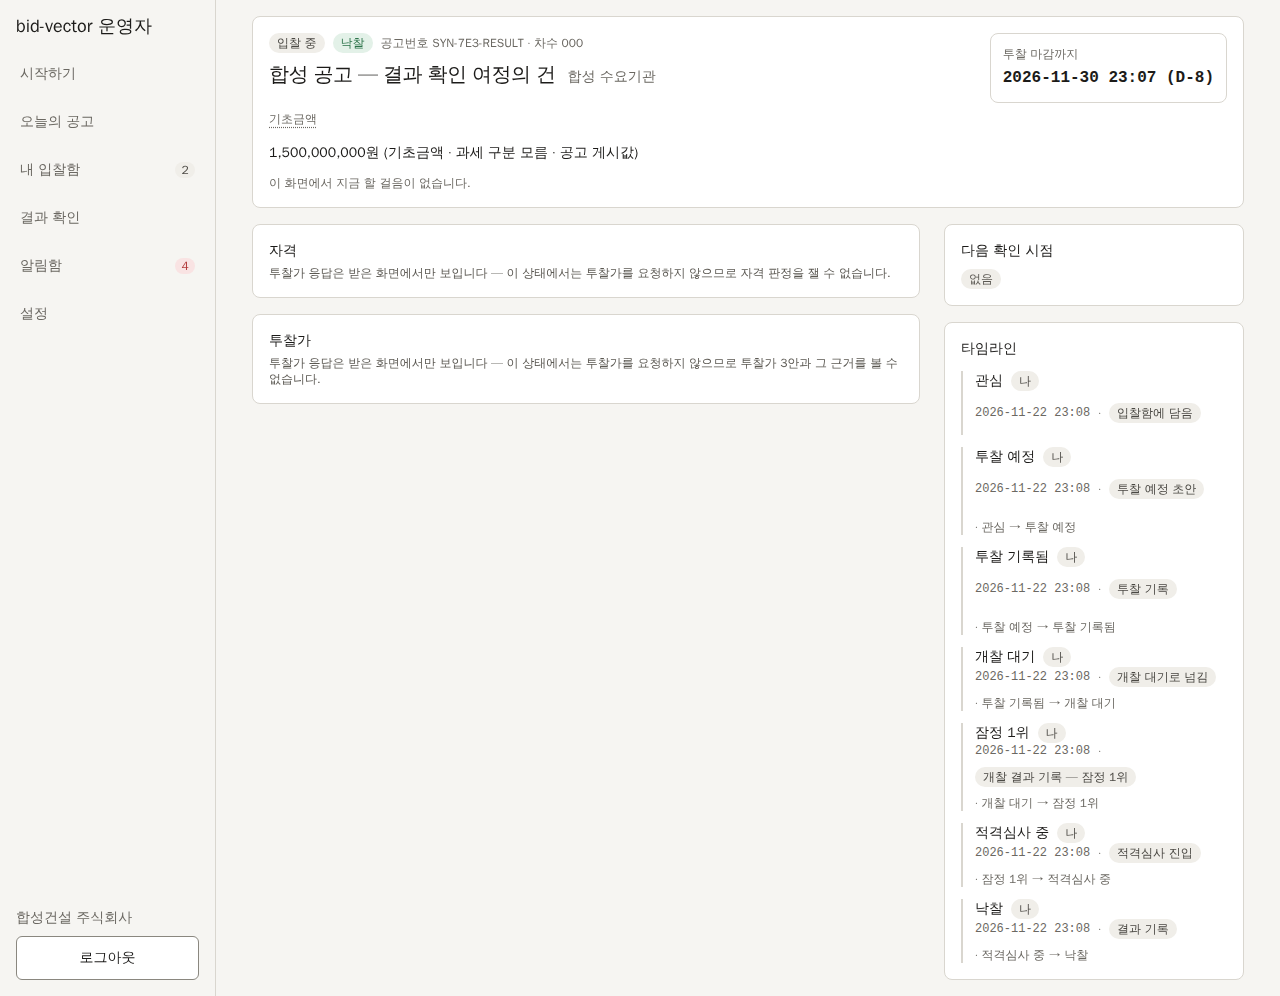 bid-vector 운영자
시작하기
오늘의 공고
내 입찰함 2
결과 확인
알림함 4
설정
합성건설 주식회사
로그아웃
입찰 중 낙찰 공고번호 SYN-7E3-RESULT · 차수 000
합성 공고 — 결과 확인 여정의 건 합성 수요기관
기초금액
1,500,000,000원 (기초금액 · 과세 구분 모름 · 공고 게시값)
이 화면에서 지금 할 걸음이 없습니다.
투찰 마감까지
2026-11-30 23:07 (D-8)
자격
투찰가 응답은 받은 화면에서만 보입니다 — 이 상태에서는 투찰가를 요청하지 않으므로 자격 판정을 잴 수 없습니다.
투찰가
투찰가 응답은 받은 화면에서만 보입니다 — 이 상태에서는 투찰가를 요청하지 않으므로 투찰가 3안과 그 근거를 볼 수
없습니다.
다음 확인 시점
없음
타임라인
관심 나
2026-11-22 23:08 · 입찰함에 담음
투찰 예정 나
2026-11-22 23:08 · 투찰 예정 초안
· 관심 → 투찰 예정
투찰 기록됨 나
2026-11-22 23:08 · 투찰 기록
· 투찰 예정 → 투찰 기록됨
개찰 대기 나
2026-11-22 23:08 · 개찰 대기로 넘김
· 투찰 기록됨 → 개찰 대기
잠정 1위 나
2026-11-22 23:08 ·
개찰 결과 기록 — 잠정 1위
· 개찰 대기 → 잠정 1위
적격심사 중 나
2026-11-22 23:08 · 적격심사 진입
· 잠정 1위 → 적격심사 중
낙찰 나
2026-11-22 23:08 · 결과 기록
· 적격심사 중 → 낙찰